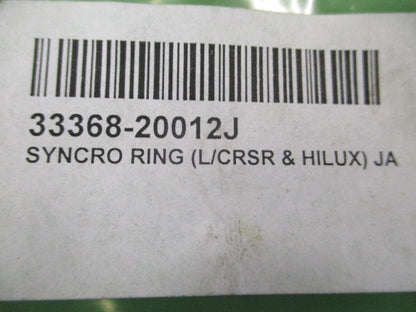 33368-20012J
SYNCRO RING (L/CRSR & HILUX) JA